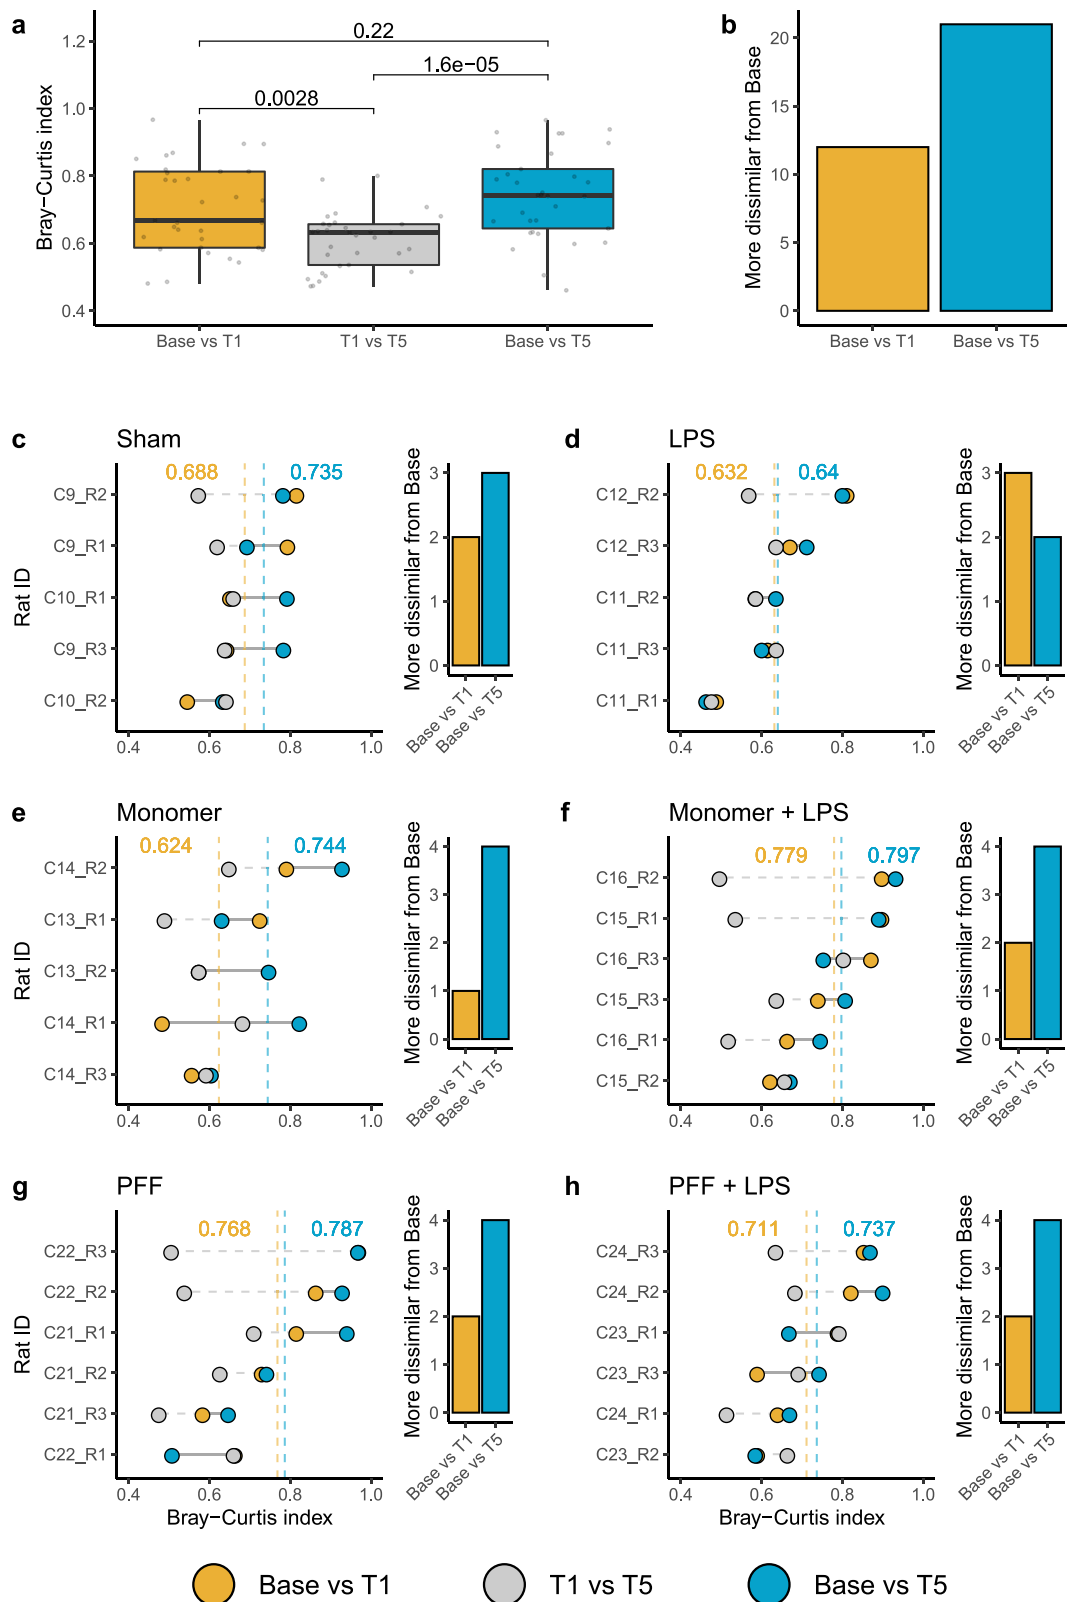 a
b
0.22
1.6e−05
0.0028
Bray−Curtis index
1.2
1.0
0.8
0.6
0.4
Base vs T1
T1 vs T5
Base vs T5
More dissimilar from Base
20
15
10
5
0
Base vs T1
Base vs T5
c
Sham
0.688
0.735
Rat ID
C9_R2
C9_R1
C10_R1
C9_R3
C10_R2
0.4
0.6
0.8
1.0
More dissimilar from Base
3
2
1
0
Base vs T1
Base vs T5
d
LPS
0.632
0.64
C12_R2
C12_R3
C11_R2
C11_R3
C11_R1
0.4
0.6
0.8
1.0
More dissimilar from Base
3
2
1
0
Base vs T1
Base vs T5
e
Monomer
0.624
0.744
Rat ID
C14_R2
C13_R1
C13_R2
C14_R1
C14_R3
0.4
0.6
0.8
1.0
More dissimilar from Base
4
3
2
1
0
Base vs T1
Base vs T5
f
Monomer + LPS
0.779
0.797
C16_R2
C15_R1
C16_R3
C15_R3
C16_R1
C15_R2
0.4
0.6
0.8
1.0
More dissimilar from Base
4
3
2
1
0
Base vs T1
Base vs T5
g
PFF
0.768
0.787
Rat ID
C22_R3
C22_R2
C21_R1
C21_R2
C21_R3
C22_R1
0.4
0.6
0.8
1.0
Bray−Curtis index
More dissimilar from Base
4
3
2
1
0
Base vs T1
Base vs T5
h
PFF + LPS
0.711
0.737
C24_R3
C24_R2
C23_R1
C23_R3
C24_R1
C23_R2
0.4
0.6
0.8
1.0
Bray−Curtis index
More dissimilar from Base
4
3
2
1
0
Base vs T1
Base vs T5
Base vs T1
T1 vs T5
Base vs T5